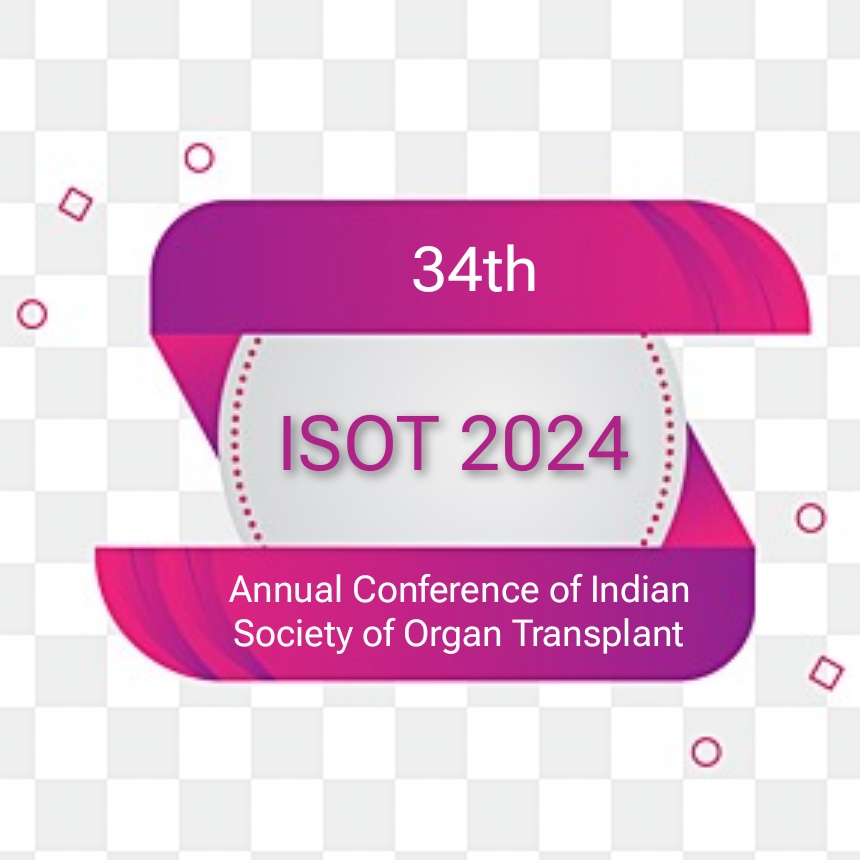 34th
ISOT 2024
Annual Conference of Indian
Society of Organ Transplant